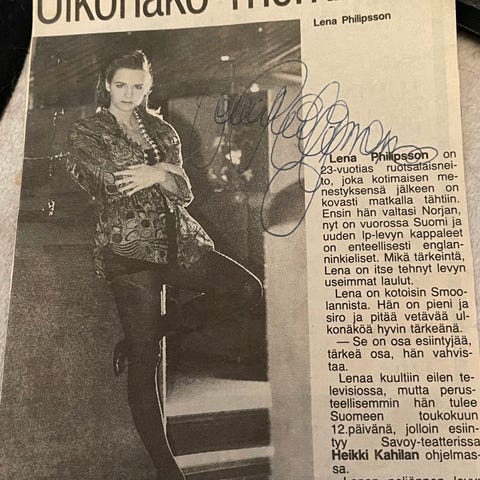 Ulkonäkö
Lena Philipsson
Lena Philipsson on
23-vuotias ruotsalaisnei-
to, joka kotimaisen me-
nestyksensä jälkeen on
kovasti matkalla tähtiin.
Ensin hän valtasi Norjan,
nyt on vuorossa Suomi ja
uuden lp-levyn kappaleet
on enteellisesti englan-
ninkieliset. Mikä tärkeintä,
Lena on itse tehnyt levyn
useimmat laulut.
Lena on kotoisin Smoo-
lannista. Hän on pieni ja
siro ja pitää vetävää ul-
konäköä hyvin tärkeänä.
— Se on osa esiintyjää,
tärkeä osa, hän vahvis-
taa.
Lenaa kuultiin eilen te-
levisiossa, mutta perus-
teellisemmin hän tulee
Suomeen toukokuun
12.päivänä, jolloin esiin-
tyy Savoy-teatterissa
Heikki Kahilan ohjelmas-
sa.